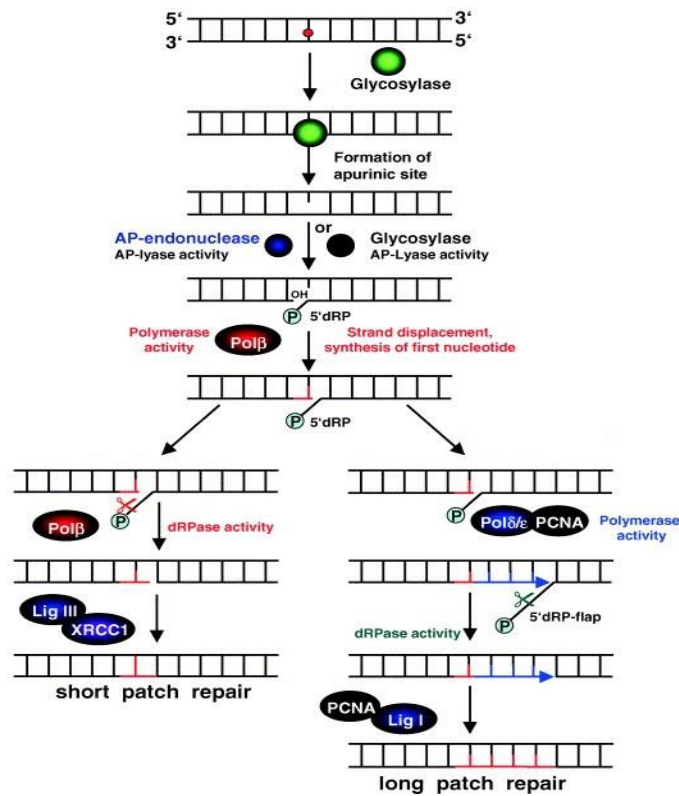 5‘ 3‘
3‘ 5‘
Glycosylase
Formation of
apurinic site
or
AP-endonuclease Glycosylase
AP-lyase activity AP-Lyase activity
OH
P 5‘dRP
Polymerase
activity
Polβ
Strand displacement,
synthesis of first nucleotide
P 5‘dRP
P
Polβ
dRPase activity
Lig III
XRCC1
short patch repair
P
Polδ/ε PCNA
Polymerase
activity
P
5‘dRP-flap
dRPase activity
PCNA
Lig I
long patch repair